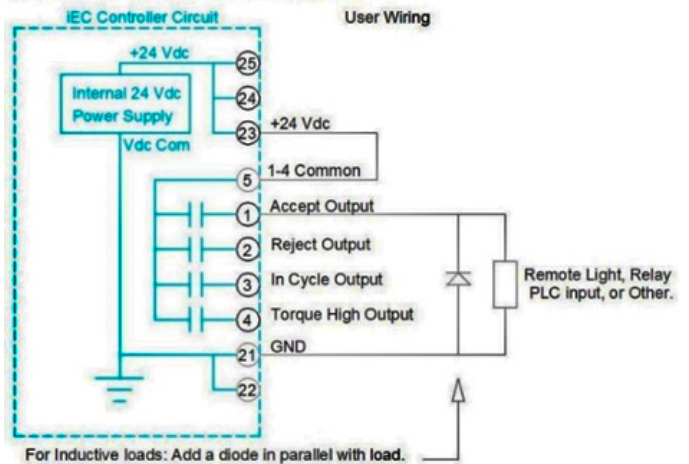 iEC Controller Circuit
User Wiring
+24 Vdc
25
Internal 24 Vdc
Power Supply
24
23
+24 Vdc
Vdc Com
5
1-4 Common
1
Accept Output
2
Reject Output
3
In Cycle Output
Remote Light, Relay
PLC input, or Other.
4
Torque High Output
21
GND
22
For Inductive loads: Add a diode in parallel with load.